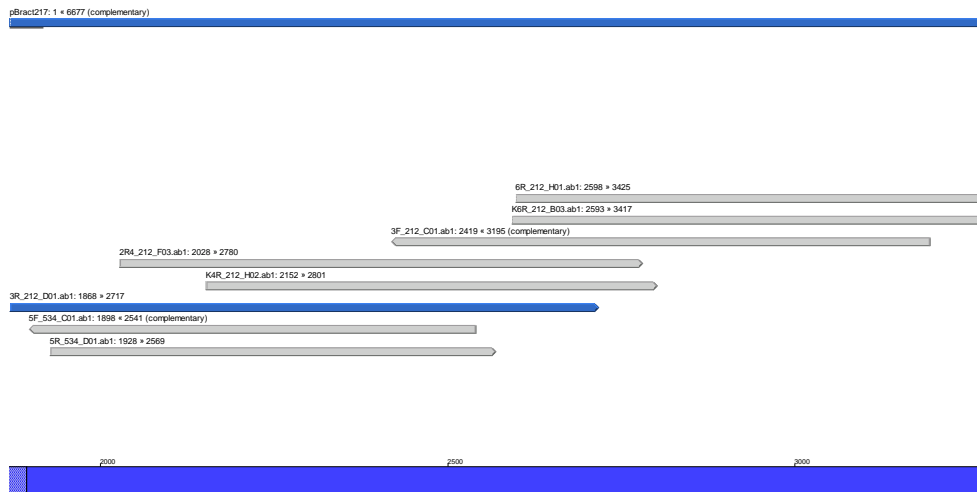 pBract217: 1 « 6677 (complementary)
6R_212_H01.ab1: 2598 » 3425
K6R_212_B03.ab1: 2593 » 3417
3F_212_C01.ab1: 2419 « 3195 (complementary)
2R4_212_F03.ab1: 2028 » 2780
K4R_212_H02.ab1: 2152 » 2801
3R_212_D01.ab1: 1868 » 2717
5F_534_C01.ab1: 1898 « 2541 (complementary)
5R_534_D01.ab1: 1928 » 2569
2000 2500 3000